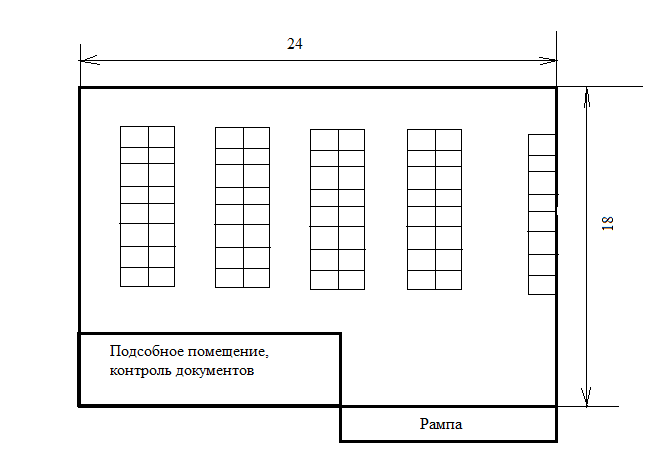 24
18
Подсобное помещение,
контроль документов
Рампа